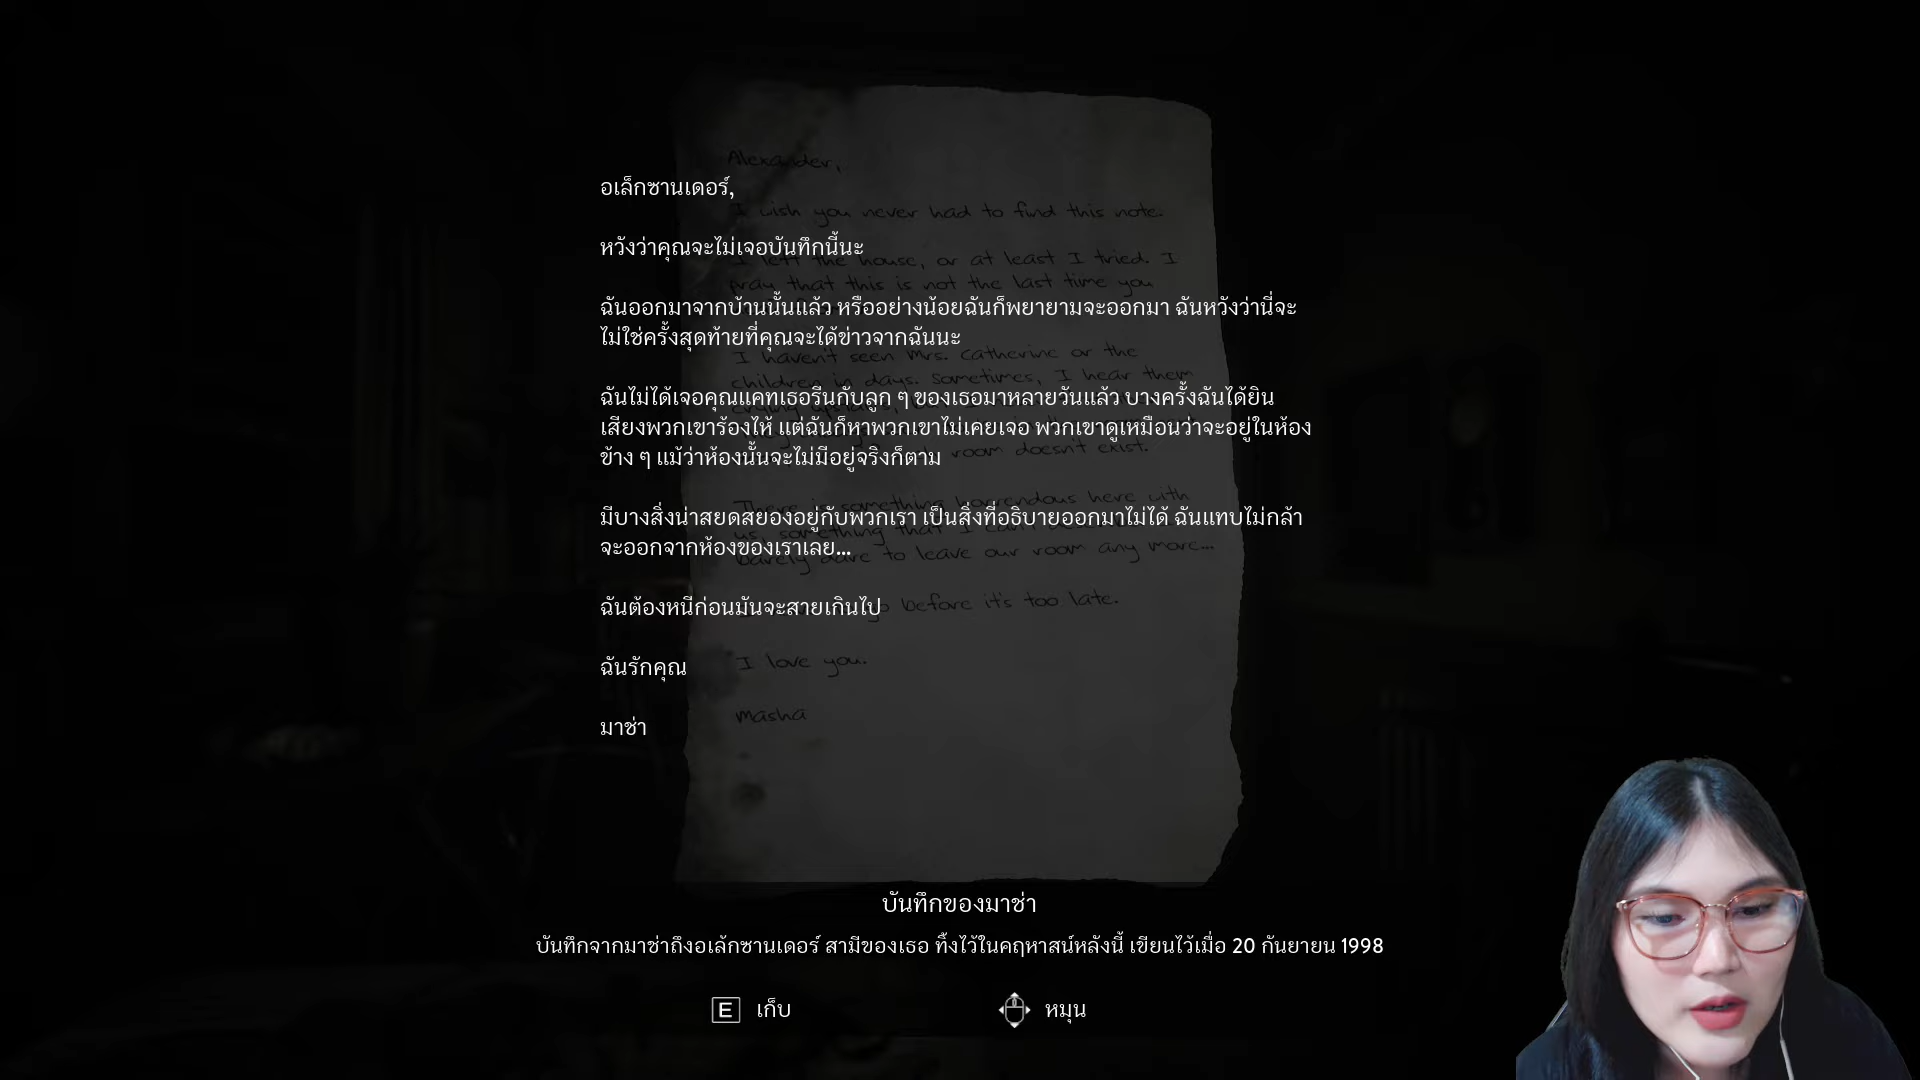 Alexander,
อเล็กซานเดอร์,
I wish you never had to find this note.
หวังว่าคุณจะไม่เจอบันทึกนี้นะ
I left the house, or at least I tried. I
pray that this is not the last time you
ฉันออกมาจากบ้านนั้นแล้ว หรืออย่างน้อยฉันก็พยายามจะออกมา ฉันหวังว่านี่จะ
ไม่ใช่ครั้งสุดท้ายที่คุณจะได้ข่าวจากฉันนะ
I haven't seen Mrs. Catherine or the
children in days. Sometimes, I hear them
ฉันไม่ได้เจอคุณแคทเธอรีนกับลูก ๆ ของเธอมาหลายวันแล้ว บางครั้งฉันได้ยิน
crying upstairs,
เสียงพวกเขาร้องไห้ แต่ฉันก็หาพวกเขาไม่เคยเจอ พวกเขาดูเหมือนว่าจะอยู่ในห้อง
room doesn't exist.
ข้าง ๆ แม้ว่าห้องนั้นจะไม่มีอยู่จริงก็ตาม
There is something horrendous here with
มีบางสิ่งน่าสยดสยองอยู่กับพวกเรา เป็นสิ่งที่อธิบายออกมาไม่ได้ ฉันแทบไม่กล้า
us, something that I can't
จะออกจากห้องของเราเลย...
barely dare to leave our room any more...
ฉันต้องหนีก่อนมันจะสายเกินไป
before it's too late.
ฉันรักคุณ
I love you.
มาช่า
Masha
บันทึกของมาช่า
บันทึกจากมาช่าถึงอเล้กซานเดอร์ สามีของเธอ ทิ้งไว้ในคฤหาสน์หลังนี้ เขียนไว้เมื่อ 20 กันยายน 1998
E เก็บ หมุน